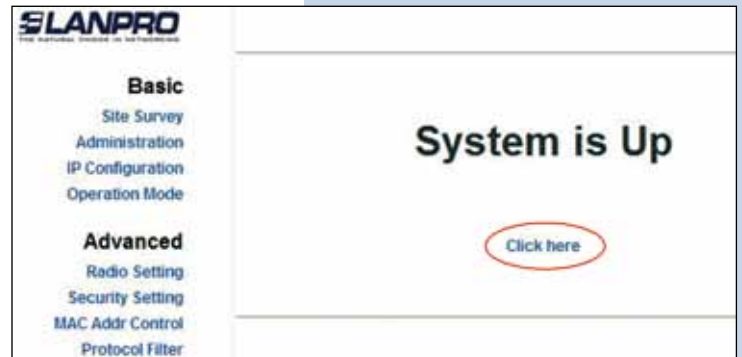 LANPRO
THE NATURAL CHOICE IN NETWORKING
Basic
Site Survey
Administration
IP Configuration
Operation Mode
Advanced
Radio Setting
Security Setting
MAC Addr Control
Protocol Filter
System is Up
Click here